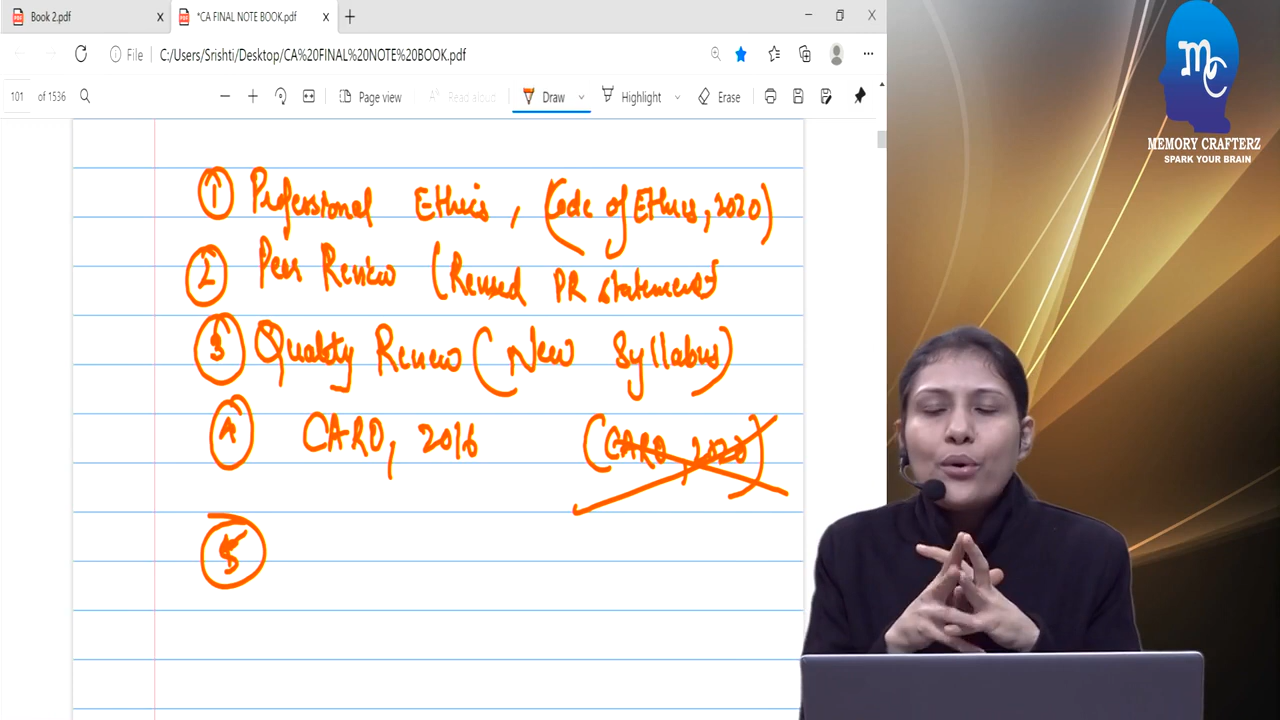 Book 2.pdf
*CA FINAL NOTE BOOK.pdf
File C:/Users/Srishti/Desktop/CA%20FINAL%20NOTE%20BOOK.pdf
101 of 1536
Page view
Read aloud
Draw
Highlight
Erase
MC
MEMORY CRAFTERZ
SPARK YOUR BRAIN
1 Professional Ethics, (Code of Ethics, 2020)
2 Peer Review (Revised PR Statement)
3 Quality Review (New Syllabus)
4 CARO, 2016 (CARO, 2020)
5